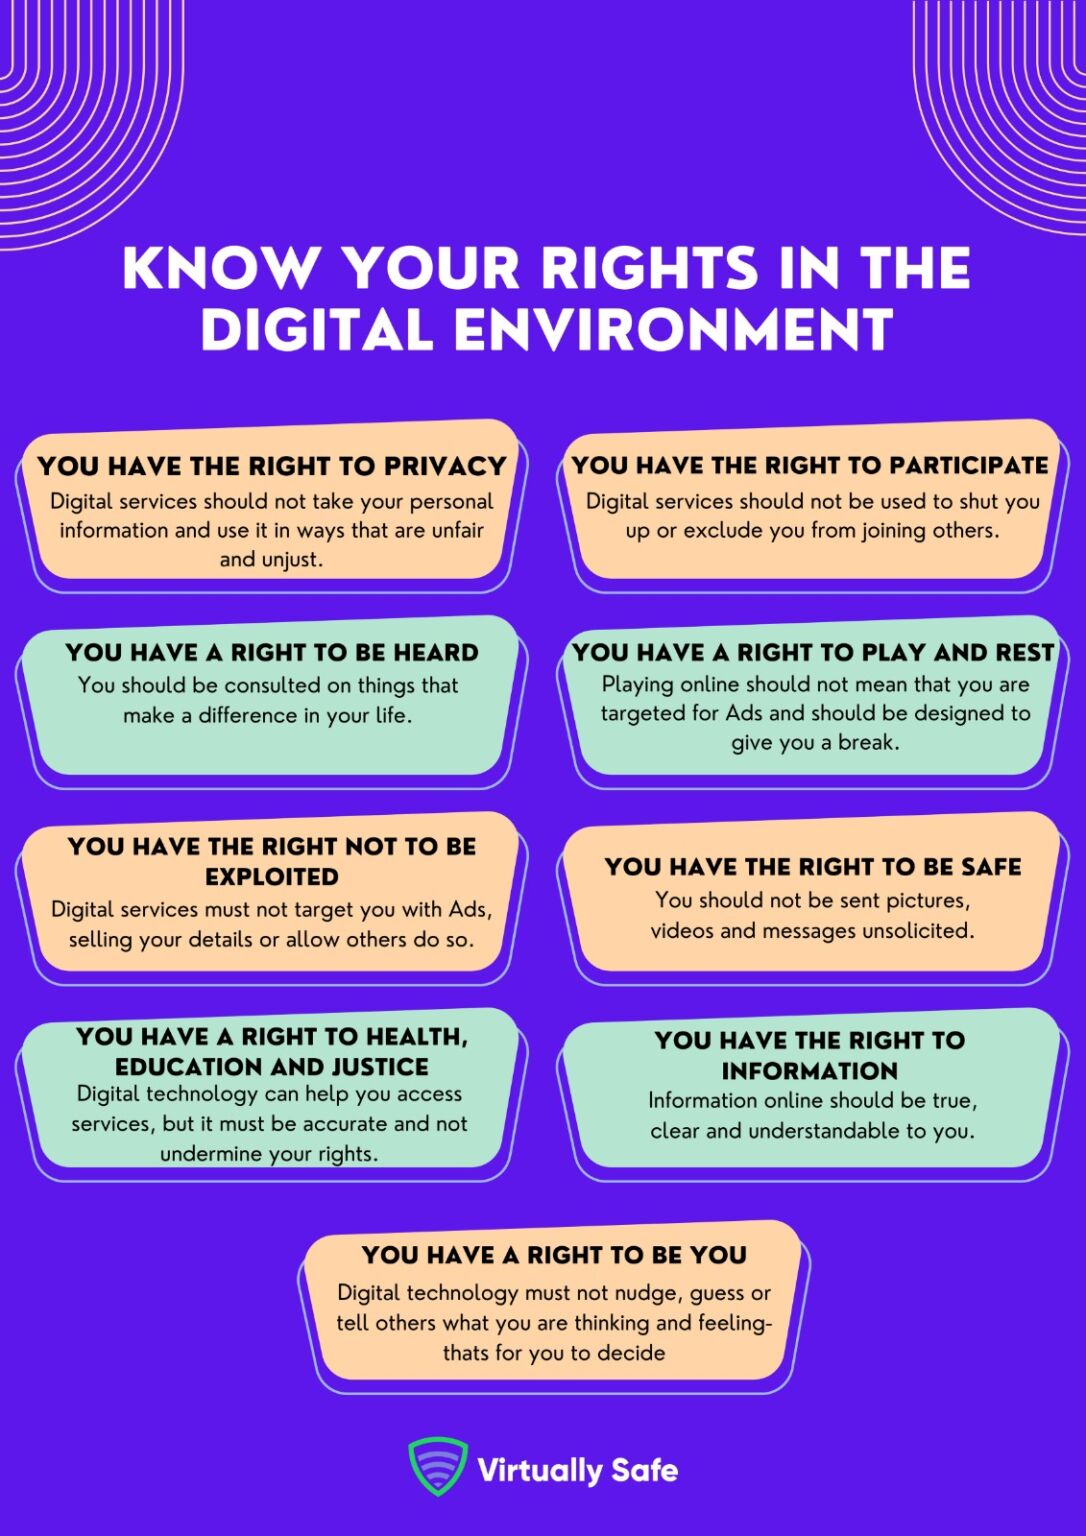 KNOW YOUR RIGHTS IN THE
DIGITAL ENVIRONMENT
YOU HAVE THE RIGHT TO PRIVACY
Digital services should not take your personal
information and use it in ways that are unfair
and unjust.
YOU HAVE THE RIGHT TO PARTICIPATE
Digital services should not be used to shut you
up or exclude you from joining others.
YOU HAVE A RIGHT TO BE HEARD
You should be consulted on things that
make a difference in your life.
YOU HAVE A RIGHT TO PLAY AND REST
Playing online should not mean that you are
targeted for Ads and should be designed to
give you a break.
YOU HAVE THE RIGHT NOT TO BE
EXPLOITED
Digital services must not target you with Ads,
selling your details or allow others do so.
YOU HAVE THE RIGHT TO BE SAFE
You should not be sent pictures,
videos and messages unsolicited.
YOU HAVE A RIGHT TO HEALTH,
EDUCATION AND JUSTICE
Digital technology can help you access
services, but it must be accurate and not
undermine your rights.
YOU HAVE THE RIGHT TO
INFORMATION
Information online should be true,
clear and understandable to you.
YOU HAVE A RIGHT TO BE YOU
Digital technology must not nudge, guess or
tell others what you are thinking and feeling-
thats for you to decide
Virtually Safe